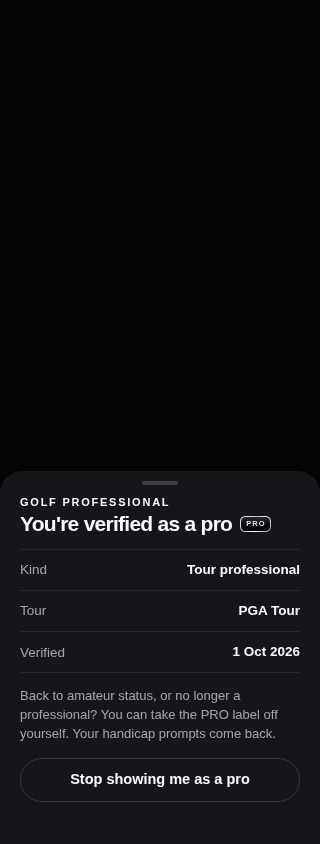 GOLF PROFESSIONAL
You're verified as a pro PRO
Kind Tour professional
Tour PGA Tour
Verified 1 Oct 2026
Back to amateur status, or no longer a
professional? You can take the PRO label off
yourself. Your handicap prompts come back.
Stop showing me as a pro